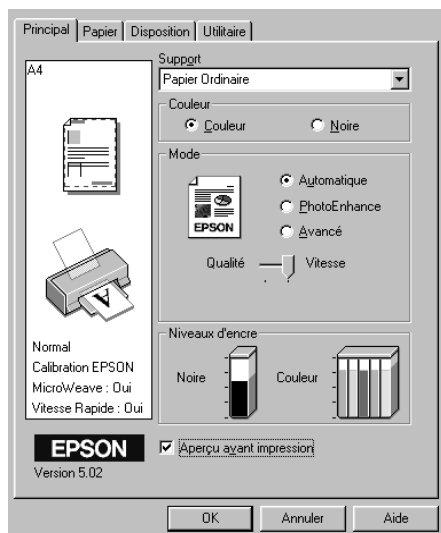 Principal Papier Disposition Utilitaire
A4
Support
Papier Ordinaire
Couleur
Couleur Noire
Mode
EPSON
Automatique
PhotoEnhance
Avancé
Qualité Vitesse
Niveaux d'encre
Noire Couleur
A
Normal
Calibration EPSON
MicroWeave : Oui
Vitesse Rapide : Oui
EPSON
Version 5.02
Aperçu avant impression
OK Annuler Aide